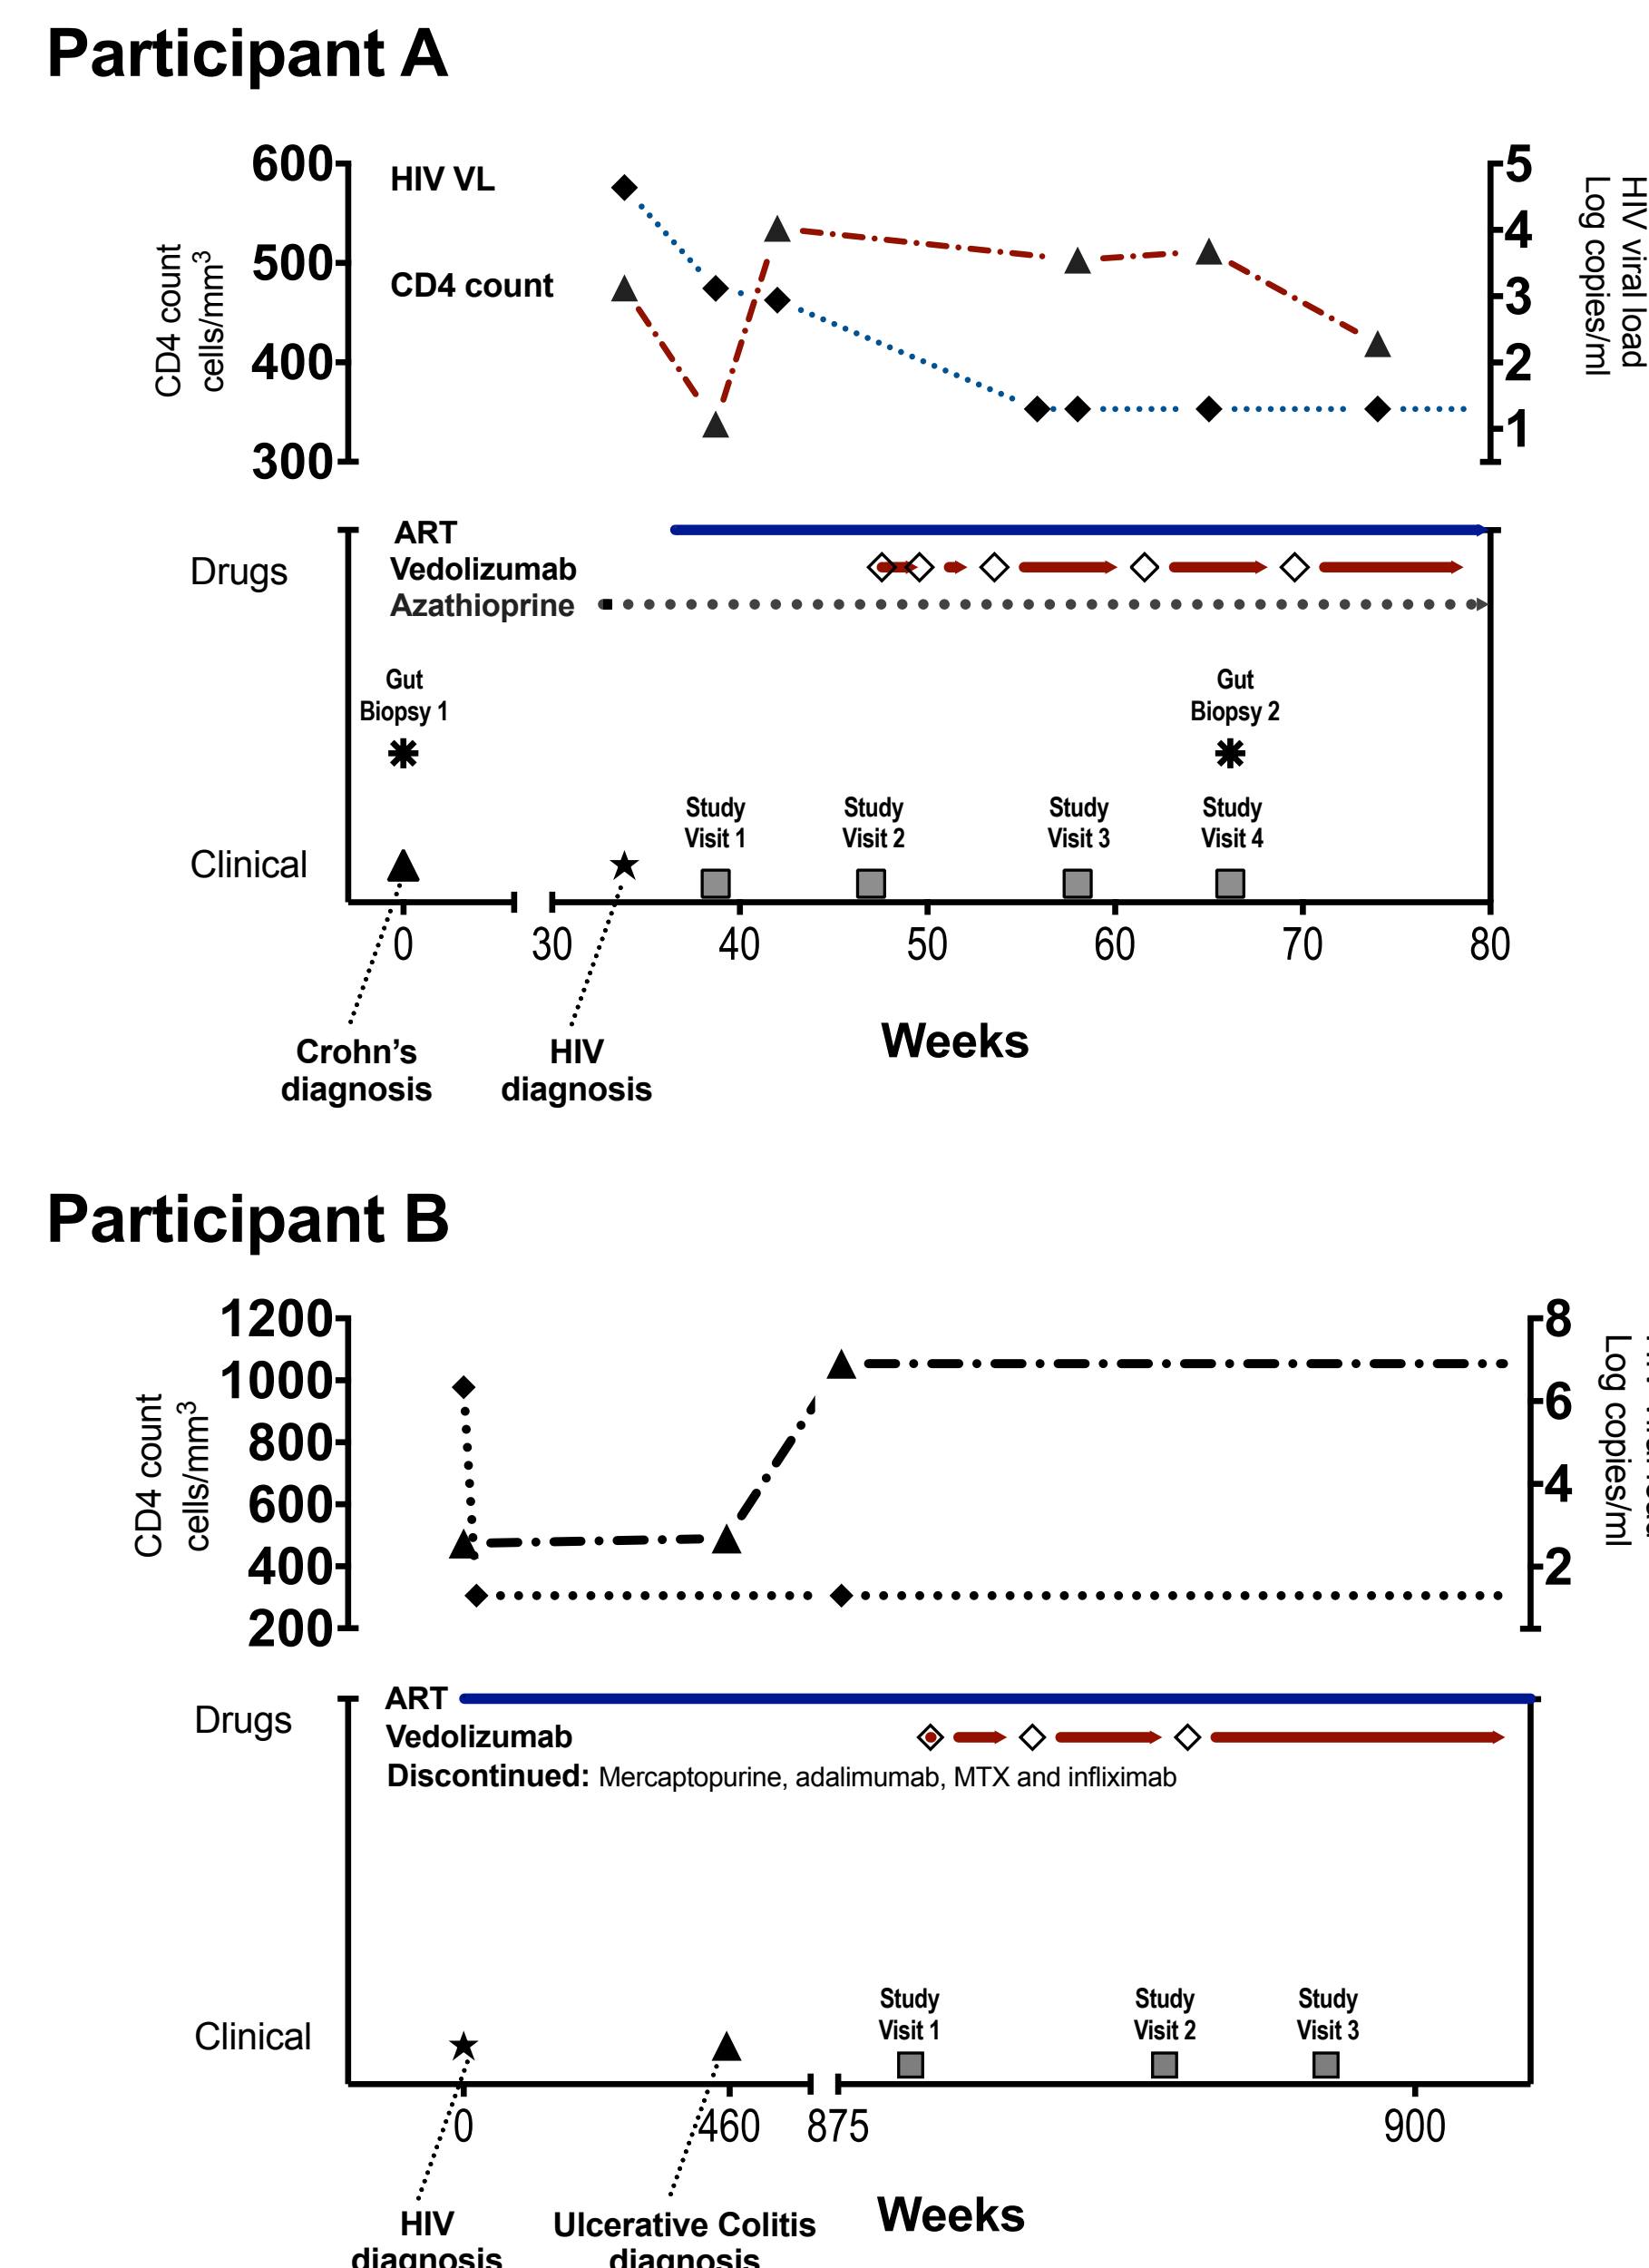 Participant A
600
500
400
300
CD4 count
cells/mm³
HIV VL
CD4 count
5
4
3
2
1
HIV viral load
Log copies/ml
Drugs
ART
Vedolizumab
Azathioprine
Gut
Biopsy 1
Gut
Biopsy 2
Clinical
Study
Visit 1
Study
Visit 2
Study
Visit 3
Study
Visit 4
0
30
40
50
60
70
80
Weeks
Crohn's
diagnosis
HIV
diagnosis
Participant B
1200
1000
800
600
400
200
CD4 count
cells/mm³
8
6
4
2
Log copies/ml
Drugs
ART
Vedolizumab
Discontinued: Mercaptopurine, adalimumab, MTX and infliximab
Clinical
Study
Visit 1
Study
Visit 2
Study
Visit 3
0
460
875
900
Weeks
HIV
diagnosis
Ulcerative Colitis
diagnosis